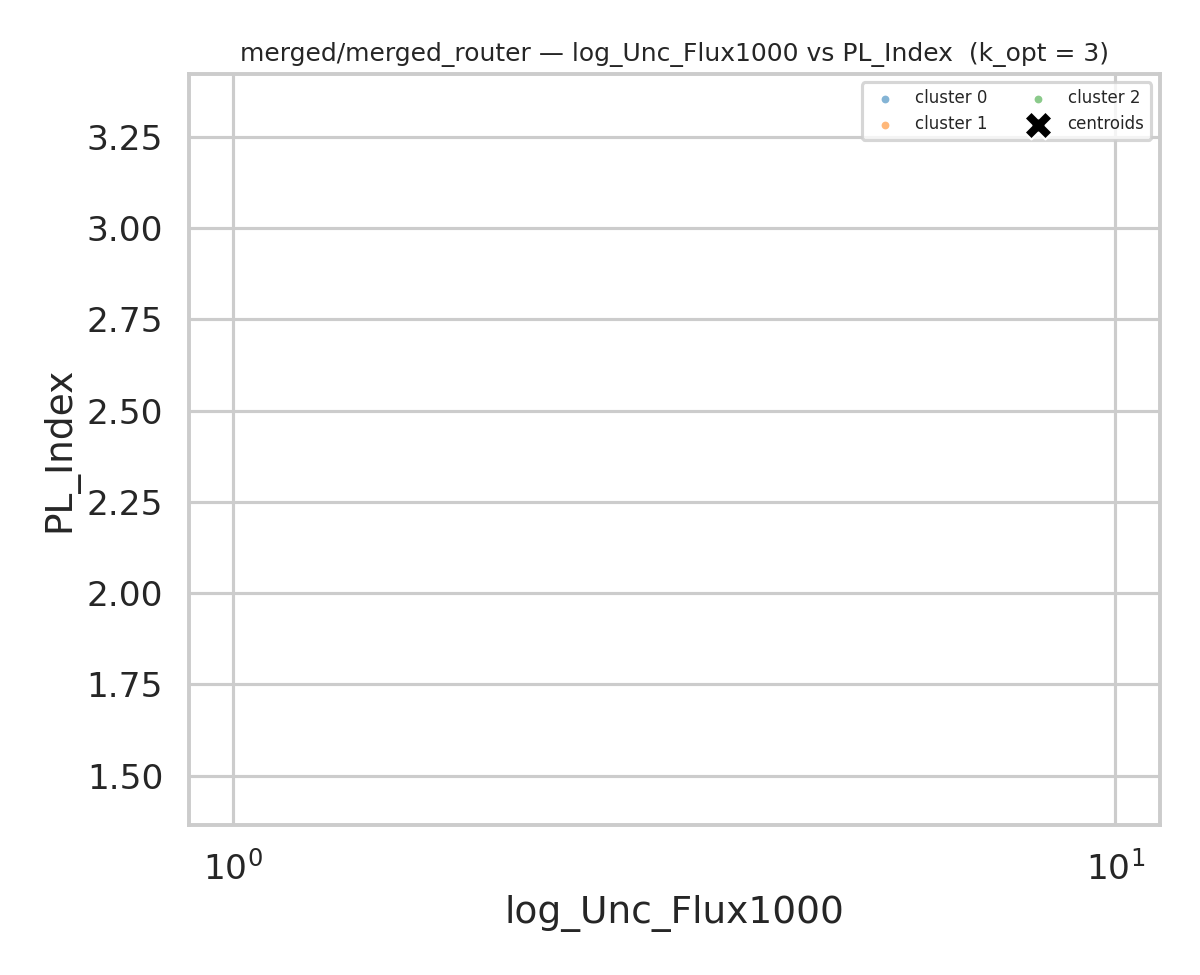 merged/merged_router — log_Unc_Flux1000 vs PL_Index (k_opt = 3)
cluster 0
cluster 1
cluster 2
centroids
PL_Index
3.25
3.00
2.75
2.50
2.25
2.00
1.75
1.50
10⁰
10¹
log_Unc_Flux1000